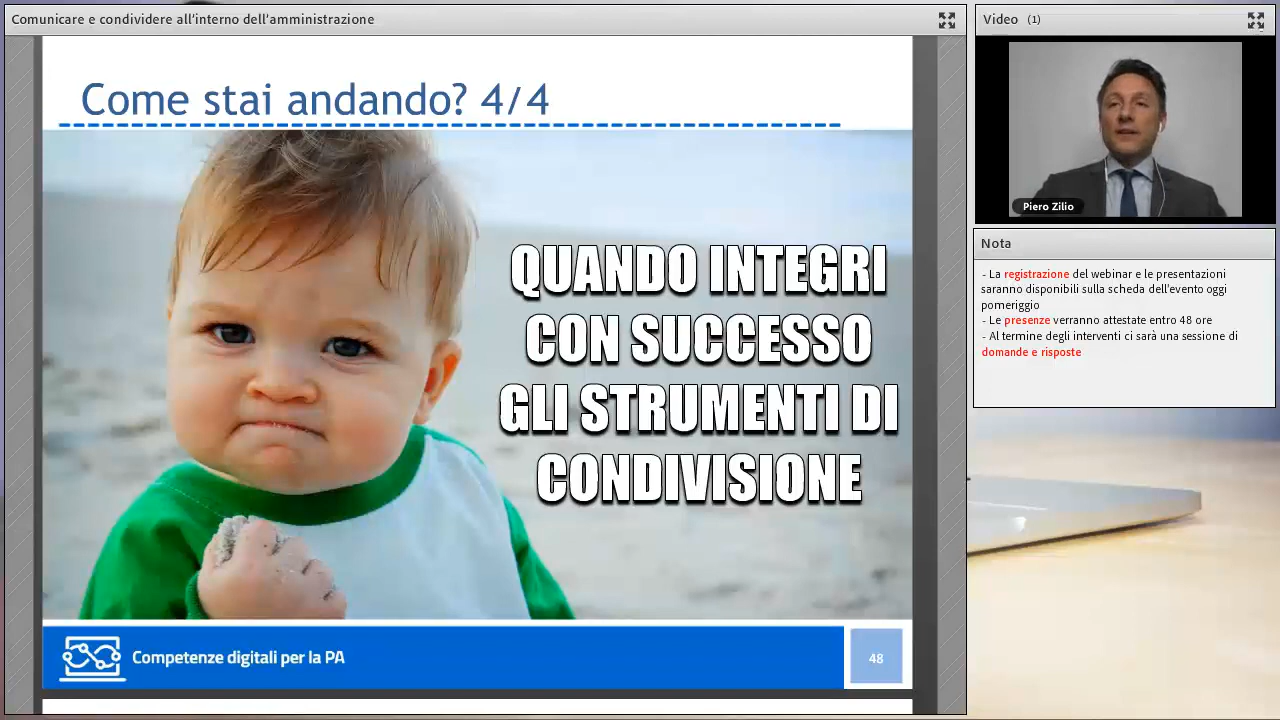 Comunicare e condividere all'interno dell'amministrazione
Come stai andando? 4/4
QUANDO INTEGRI
CON SUCCESSO
GLI STRUMENTI DI
CONDIVISIONE
Competenze digitali per la PA
48
Video (1)
Piero Zilio
Nota
- La registrazione del webinar e le presentazioni
saranno disponibili sulla scheda dell'evento oggi
pomeriggio
- Le presenze verranno attestate entro 48 ore
- Al termine degli interventi ci sarà una sessione di
domande e risposte